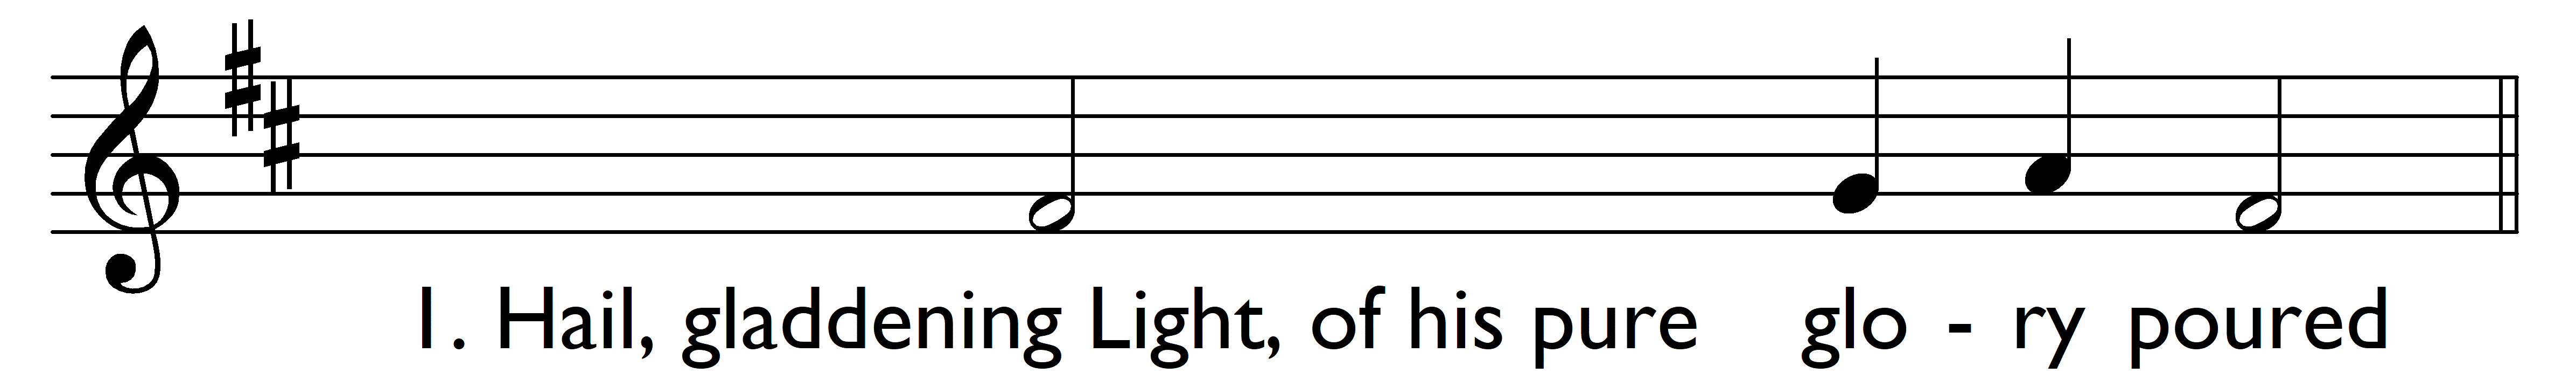 1. Hail, gladdening Light, of his pure glo - ry poured